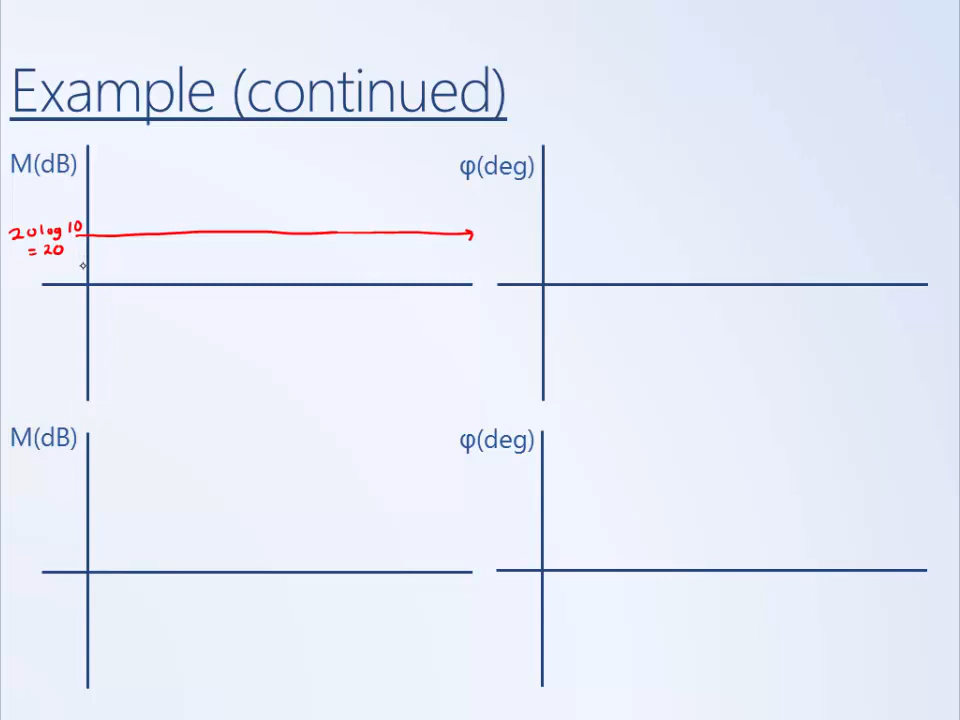 Example (continued)
M(dB)
φ(deg)
20log10
= 20
M(dB)
φ(deg)